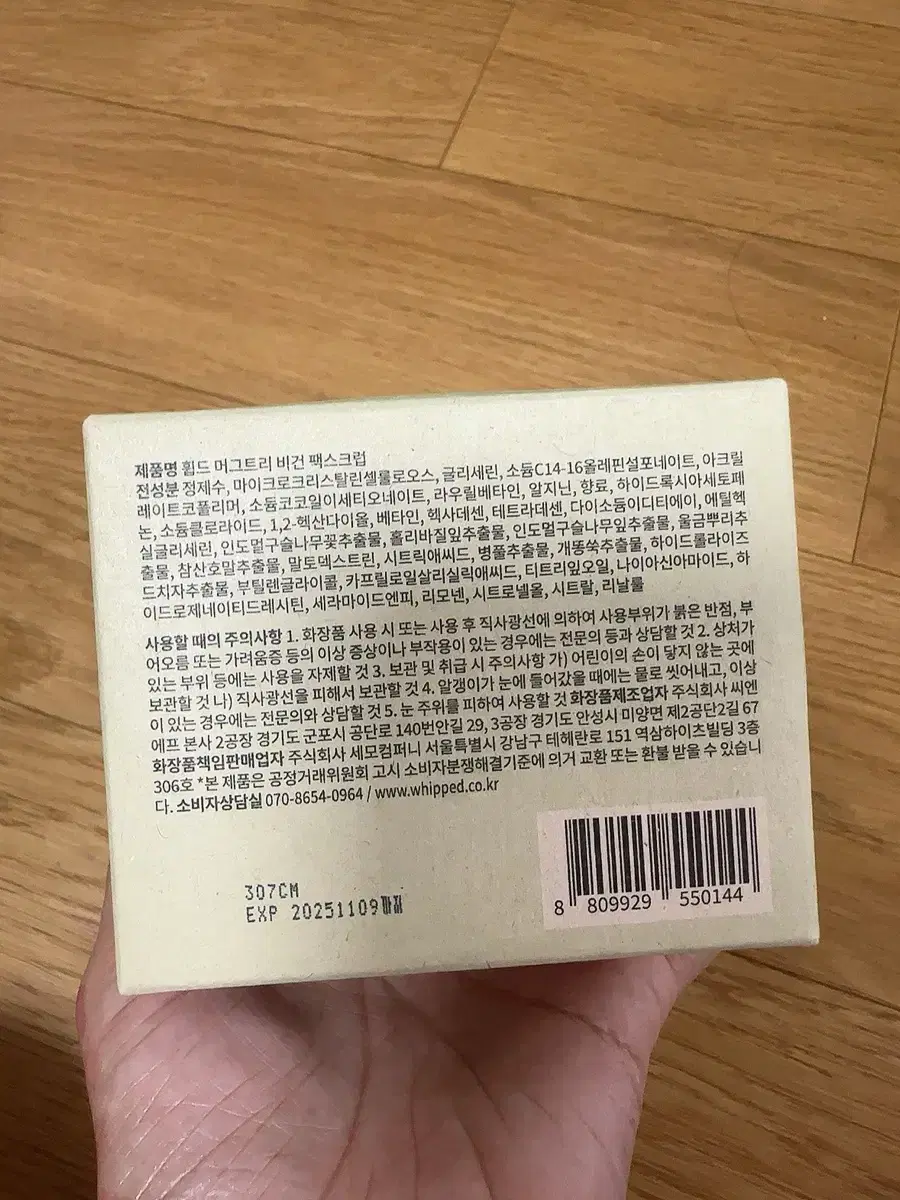 제품명 휩드 머그트리 비건 팩스크럽
전성분 정제수, 마이크로크리스탈린셀룰로오스, 글리세린, 소듐C14-16올레핀설포네이트, 아크릴
레이트코폴리머, 소듐코코일이세티오네이트, 라우릴베타인, 알지닌, 향료, 하이드록시아세토페
논, 소듐클로라이드, 1,2-헥산다이올, 베타인, 헥사데센, 테트라데센, 다이소듐이디티에이, 에틸헥
실글리세린, 인도멀구슬나무꽃추출물, 홀리바질잎추출물, 인도멀구슬나무잎추출물, 울금뿌리추
출물, 참산호말추출물, 말토덱스트린, 시트릭애씨드, 병풀추출물, 개똥쑥추출물, 하이드롤라이즈
드치자추출물, 부틸렌글라이콜, 카프릴로일살리실릭애씨드, 티트리잎오일, 나이아신아마이드, 하
이드로제네이티드레시틴, 세라마이드엔피, 리모넨, 시트로넬올, 시트랄, 리날룰
사용할 때의 주의사항 1. 화장품 사용 시 또는 사용 후 직사광선에 의하여 사용부위가 붉은 반점, 부
어오름 또는 가려움증 등의 이상 증상이나 부작용이 있는 경우에는 전문의 등과 상담할 것 2. 상처가
있는 부위 등에는 사용을 자제할 것 3. 보관 및 취급 시 주의사항 가) 어린이의 손이 닿지 않는 곳에
보관할 것 나) 직사광선을 피해서 보관할 것 4. 알갱이가 눈에 들어갔을 때에는 물로 씻어내고, 이상
이 있는 경우에는 전문의와 상담할 것 5. 눈 주위를 피하여 사용할 것 화장품제조업자 주식회사 씨엔
에프 본사 2공장 경기도 군포시 공단로 140번안길 29, 3공장 경기도 안성시 미양면 제2공단2길 67
화장품책임판매업자 주식회사 세모컴퍼니 서울특별시 강남구 테헤란로 151 역삼하이츠빌딩 3층
306호 *본 제품은 공정거래위원회 고시 소비자분쟁해결기준에 의거 교환 또는 환불 받을 수 있습니
다. 소비자상담실 070-8654-0964 / www.whipped.co.kr
307CM
EXP 20251109까지
8 809929 550144